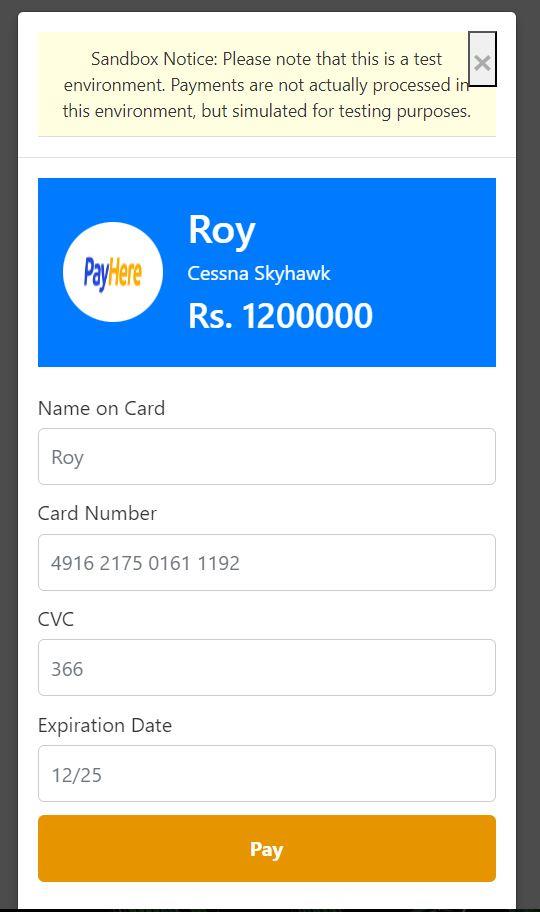 Sandbox Notice: Please note that this is a test
environment. Payments are not actually processed in
this environment, but simulated for testing purposes.
×
PayHere
Roy
Cessna Skyhawk
Rs. 1200000
Name on Card
Roy
Card Number
4916 2175 0161 1192
CVC
366
Expiration Date
12/25
Pay